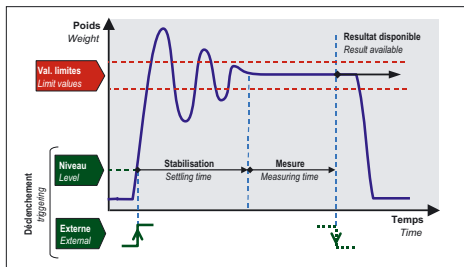 Poids
Weight
Resultat disponible
Result available
Val. limites
Limit values
Niveau
Level
Stabilisation
Settling time
Mesure
Measuring time
Déclenchement
triggering
Temps
Time
Externe
External